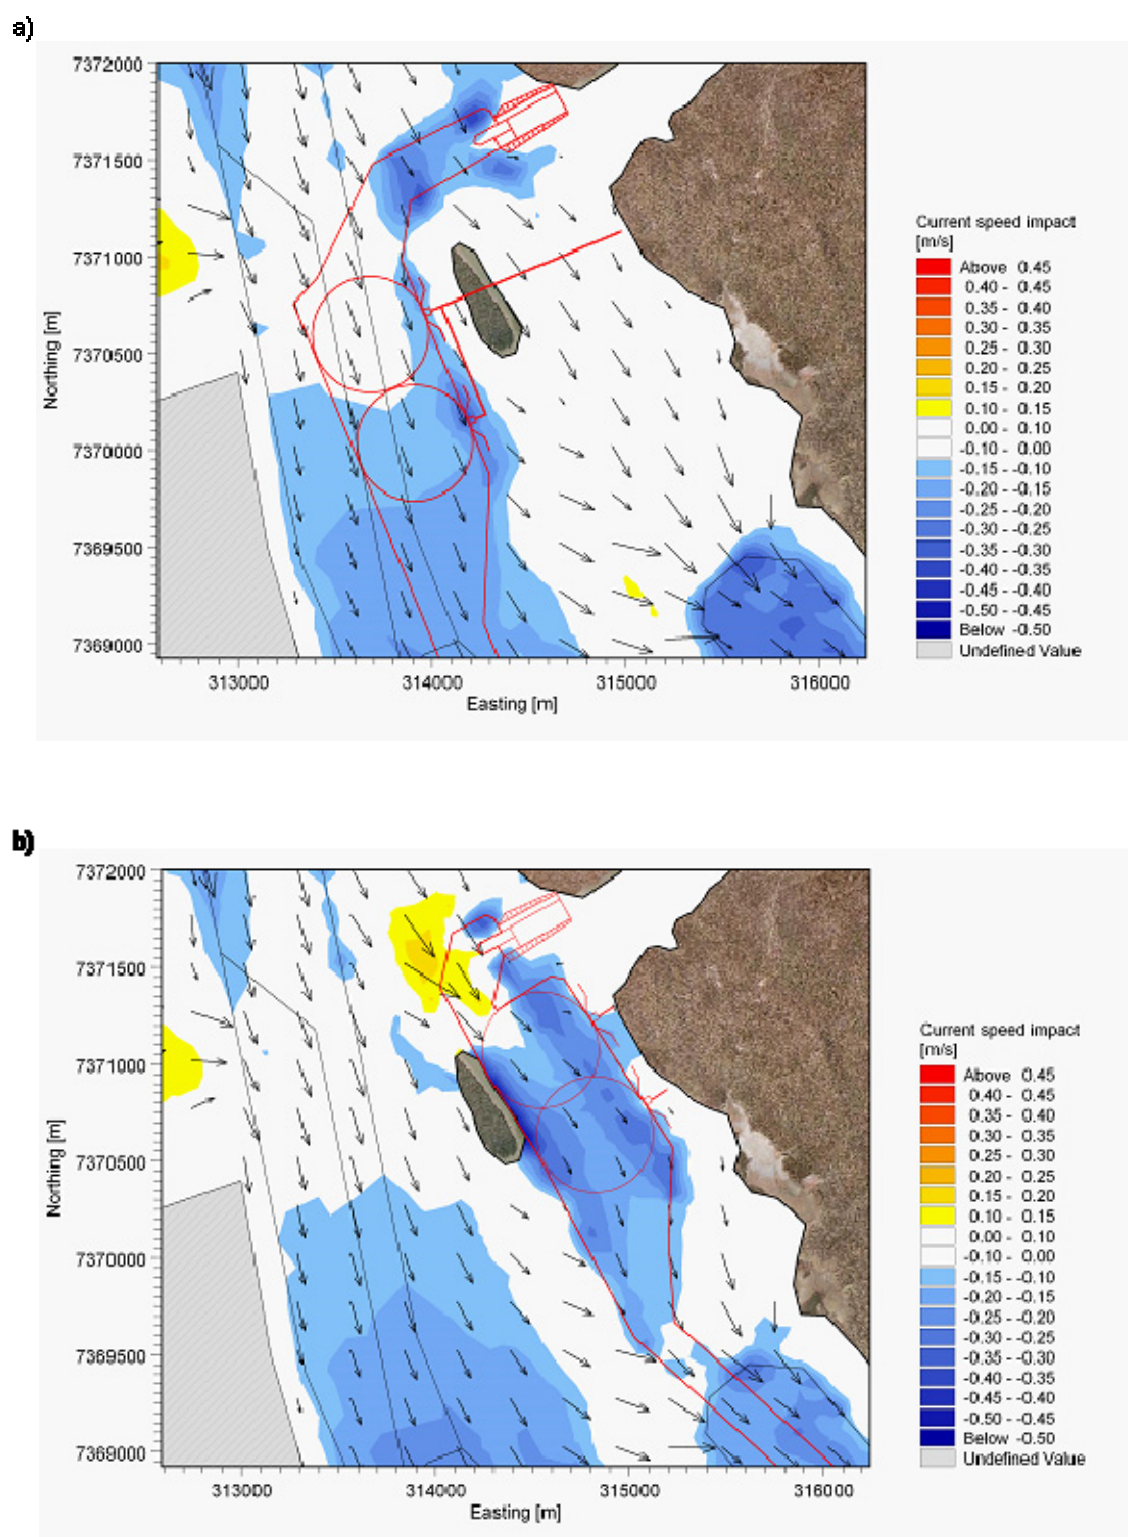 a)
7372000
7371500
7371000
7370500
7370000
7369500
7369000
Northing [m]
313000 314000 315000 316000
Easting [m]
Current speed impact
[m/s]
Above 0.45
0.40 - 0.45
0.35 - 0.40
0.30 - 0.35
0.25 - 0.30
0.20 - 0.25
0.15 - 0.20
0.10 - 0.15
0.00 - 0.10
-0.10 - 0.00
-0.15 - -0.10
-0.20 - -0.15
-0.25 - -0.20
-0.30 - -0.25
-0.35 - -0.30
-0.40 - -0.35
-0.45 - -0.40
-0.50 - -0.45
Below -0.50
Undefined Value
b)
7372000
7371500
7371000
7370500
7370000
7369500
7369000
Northing [m]
313000 314000 315000 316000
Easting [m]
Current speed impact
[m/s]
Above 0.45
0.40 - 0.45
0.35 - 0.40
0.30 - 0.35
0.25 - 0.30
0.20 - 0.25
0.15 - 0.20
0.10 - 0.15
0.00 - 0.10
-0.10 - 0.00
-0.15 - -0.10
-0.20 - -0.15
-0.25 - -0.20
-0.30 - -0.25
-0.35 - -0.30
-0.40 - -0.35
-0.45 - -0.40
-0.50 - -0.45
Below -0.50
Undefined Value